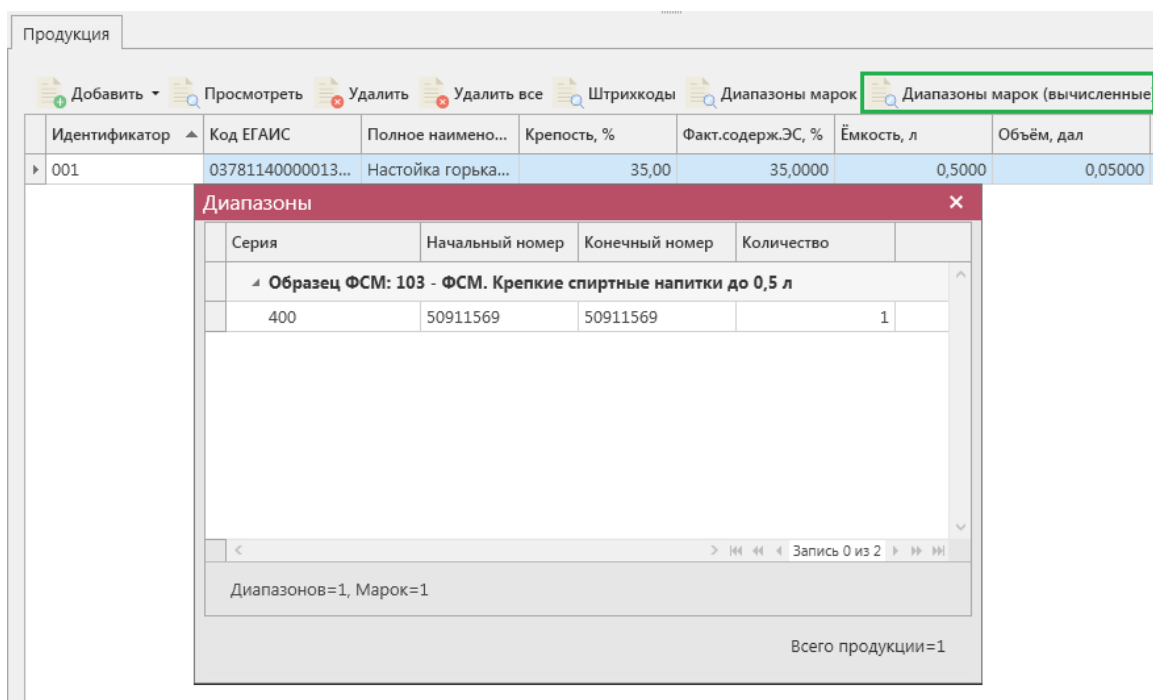 Продукция
Добавить Просмотреть Удалить Удалить все Штрихкоды Диапазоны марок Диапазоны марок (вычисленные
Идентификатор Код ЕГАИС Полное наимено... Крепость, % Факт.содерж.ЭС, % Ёмкость, л Объём, дал
001 03781140000013... Настойка горька... 35,00 35,0000 0,5000 0,05000
Диапазоны
Серия Начальный номер Конечный номер Количество
Образец ФСМ: 103 - ФСМ. Крепкие спиртные напитки до 0,5 л
400 50911569 50911569 1
Запись 0 из 2
Диапазонов=1, Марок=1
Всего продукции=1